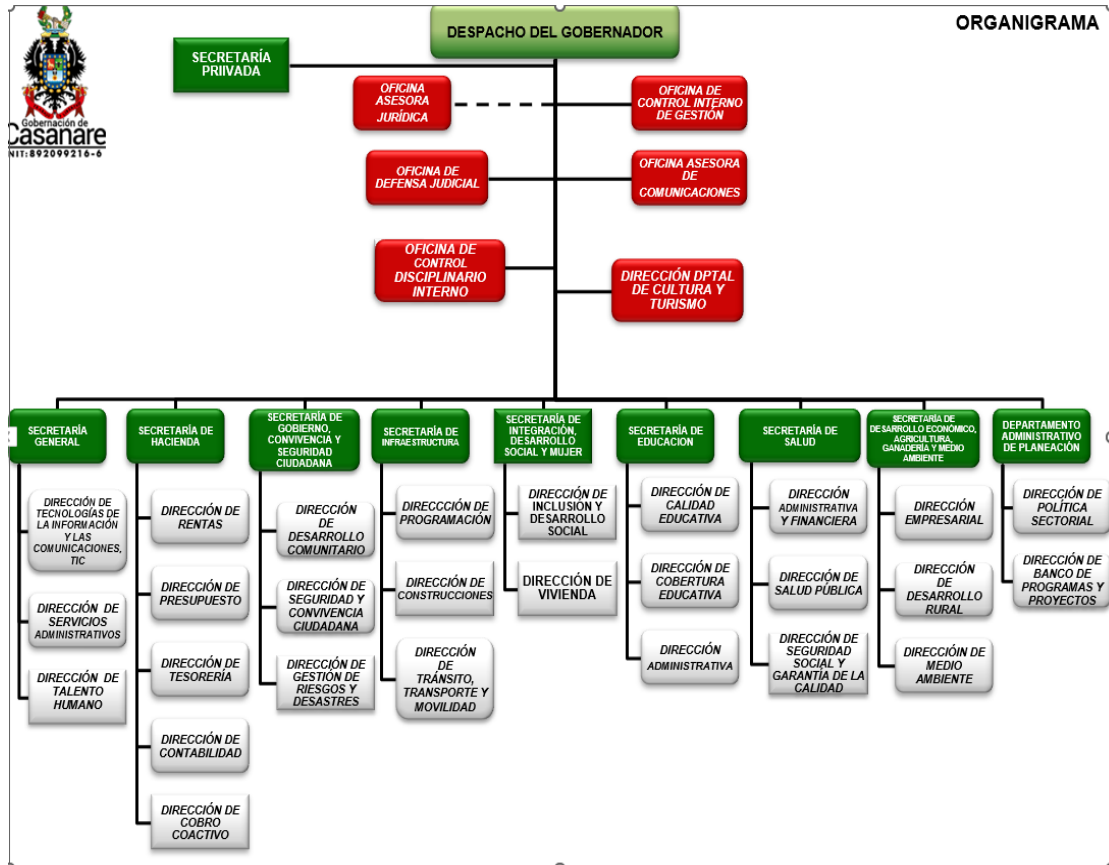 ORGANIGRAMA
DESPACHO DEL GOBERNADOR
SECRETARÍA
PRIVADA
Gobernación de
Casanare
NIT:892099216-6
OFICINA
ASESORA
JURÍDICA
OFICINA DE
CONTROL INTERNO
DE GESTIÓN
OFICINA DE
DEFENSA JUDICIAL
OFICINA ASESORA
DE
COMUNICACIONES
OFICINA DE
CONTROL
DISCIPLINARIO
INTERNO
DIRECCIÓN DPTAL
DE CULTURA Y
TURISMO
SECRETARÍA
GENERAL
DIRECCIÓN DE
TECNOLOGÍAS DE
LA INFORMACIÓN
Y LAS
COMUNICACIONES,
TIC
DIRECCIÓN DE
SERVICIOS
ADMINISTRATIVOS
DIRECCIÓN DE
TALENTO
HUMANO
SECRETARÍA DE
HACIENDA
DIRECCIÓN DE
RENTAS
DIRECCIÓN DE
PRESUPUESTO
DIRECCIÓN DE
TESORERÍA
DIRECCIÓN DE
CONTABILIDAD
DIRECCIÓN DE
COBRO
COACTIVO
SECRETARÍA DE
GOBIERNO,
CONVIVENCIA Y
SEGURIDAD
CIUDADANA
DIRECCIÓN
DE
DESARROLLO
COMUNITARIO
DIRECCIÓN DE
SEGURIDAD Y
CONVIVENCIA
CIUDADANA
DIRECCIÓN DE
GESTIÓN DE
RIESGOS Y
DESASTRES
SECRETARÍA DE
INFRAESTRUCTURA
DIRECCCIÓN DE
PROGRAMACIÓN
DIRECCIÓN DE
CONSTRUCCIONES
DIRECCIÓN
DE
TRÁNSITO,
TRANSPORTE Y
MOVILIDAD
SECRETARÍA DE
INTEGRACIÓN,
DESARROLLO
SOCIAL Y MUJER
DIRECCIÓN DE
INCLUSIÓN Y
DESARROLLO
SOCIAL
DIRECCIÓN DE
VIVIENDA
SECRETARÍA DE
EDUCACION
DIRECCIÓN DE
CALIDAD
EDUCATIVA
DIRECCIÓN DE
COBERTURA
EDUCATIVA
DIRECCIÓN
ADMINISTRATIVA
SECRETARÍA DE
SALUD
DIRECCIÓN
ADMINISTRATIVA
Y FINANCIERA
DIRECCIÓN DE
SALUD PÚBLICA
DIRECCIÓN DE
SEGURIDAD
SOCIAL Y
GARANTÍA DE LA
CALIDAD
SECRETARÍA DE
DESARROLLO ECONÓMICO,
AGRICULTURA,
GANADERÍA Y MEDIO
AMBIENTE
DIRECCIÓN
EMPRESARIAL
DIRECCIÓN
DE
DESARROLLO
RURAL
DIRECCIÓIN DE
MEDIO
AMBIENTE
DEPARTAMENTO
ADMINISTRATIVO
DE PLANEACIÓN
DIRECCIÓN DE
POLÍTICA
SECTORIAL
DIRECCIÓN DE
BANCO DE
PROGRAMAS Y
PROYECTOS